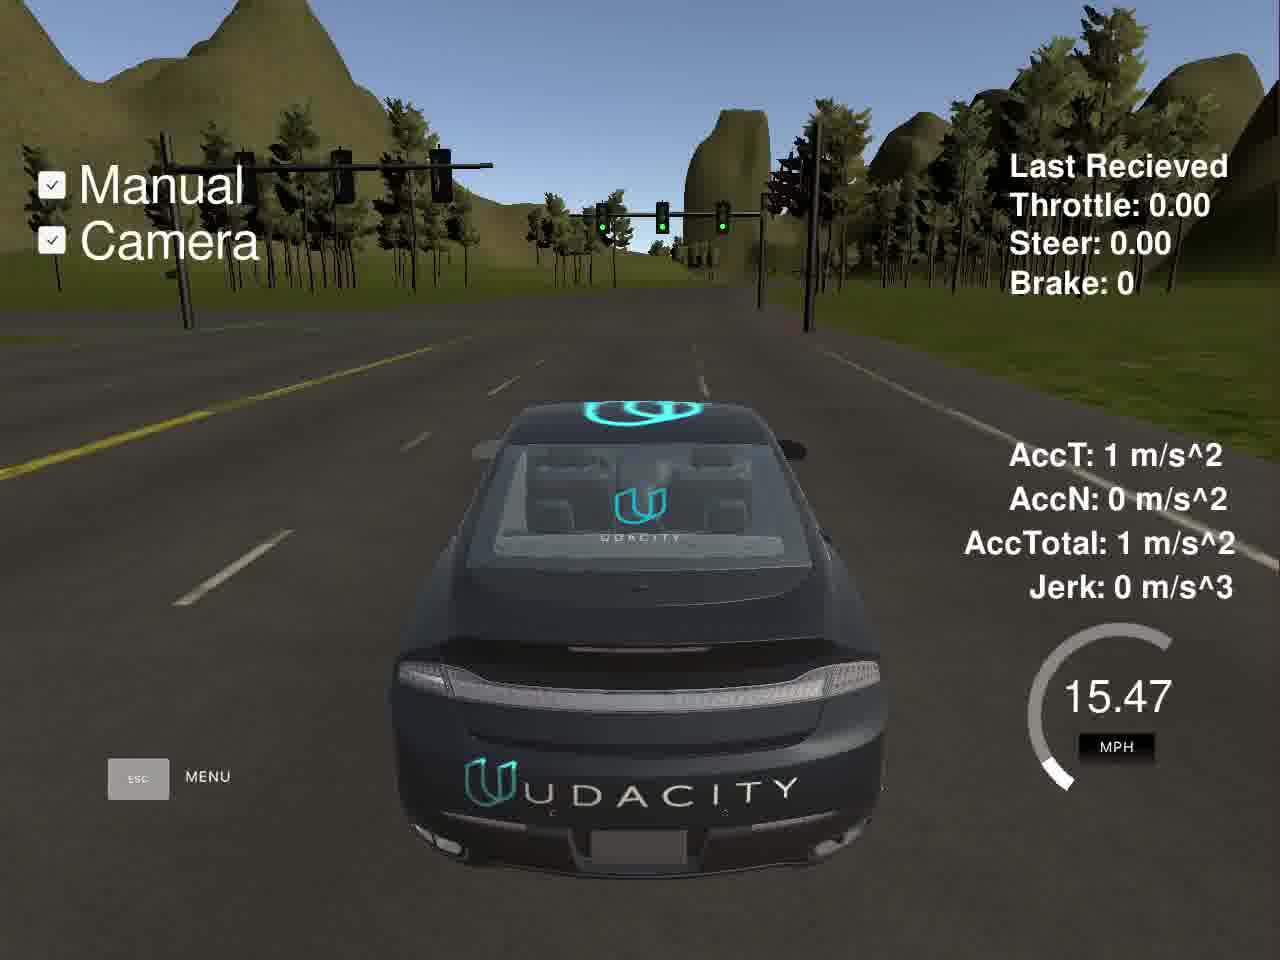 Manual
Camera
Last Recieved
Throttle: 0.00
Steer: 0.00
Brake: 0
AccT: 1 m/s^2
AccN: 0 m/s^2
AccTotal: 1 m/s^2
Jerk: 0 m/s^3
UDACITY
15.47
MPH
ESC
MENU
UDACITY